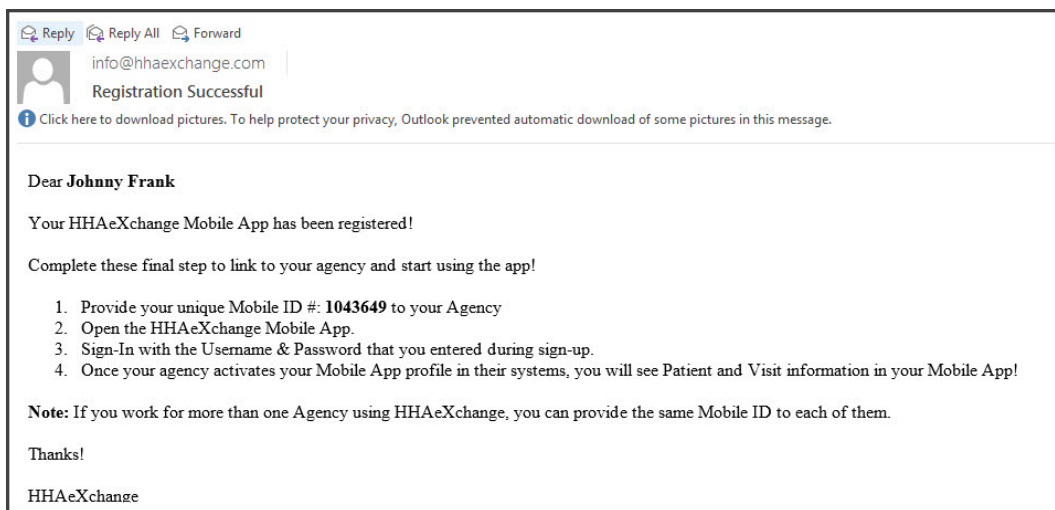 Reply Reply All Forward
info@hhaexchange.com
Registration Successful
Click here to download pictures. To help protect your privacy, Outlook prevented automatic download of some pictures in this message.
Dear Johnny Frank
Your HHAeXchange Mobile App has been registered!
Complete these final step to link to your agency and start using the app!
1. Provide your unique Mobile ID #: 1043649 to your Agency
2. Open the HHAeXchange Mobile App.
3. Sign-In with the Username & Password that you entered during sign-up.
4. Once your agency activates your Mobile App profile in their systems, you will see Patient and Visit information in your Mobile App!
Note: If you work for more than one Agency using HHAeXchange, you can provide the same Mobile ID to each of them.
Thanks!
HHAeXchange